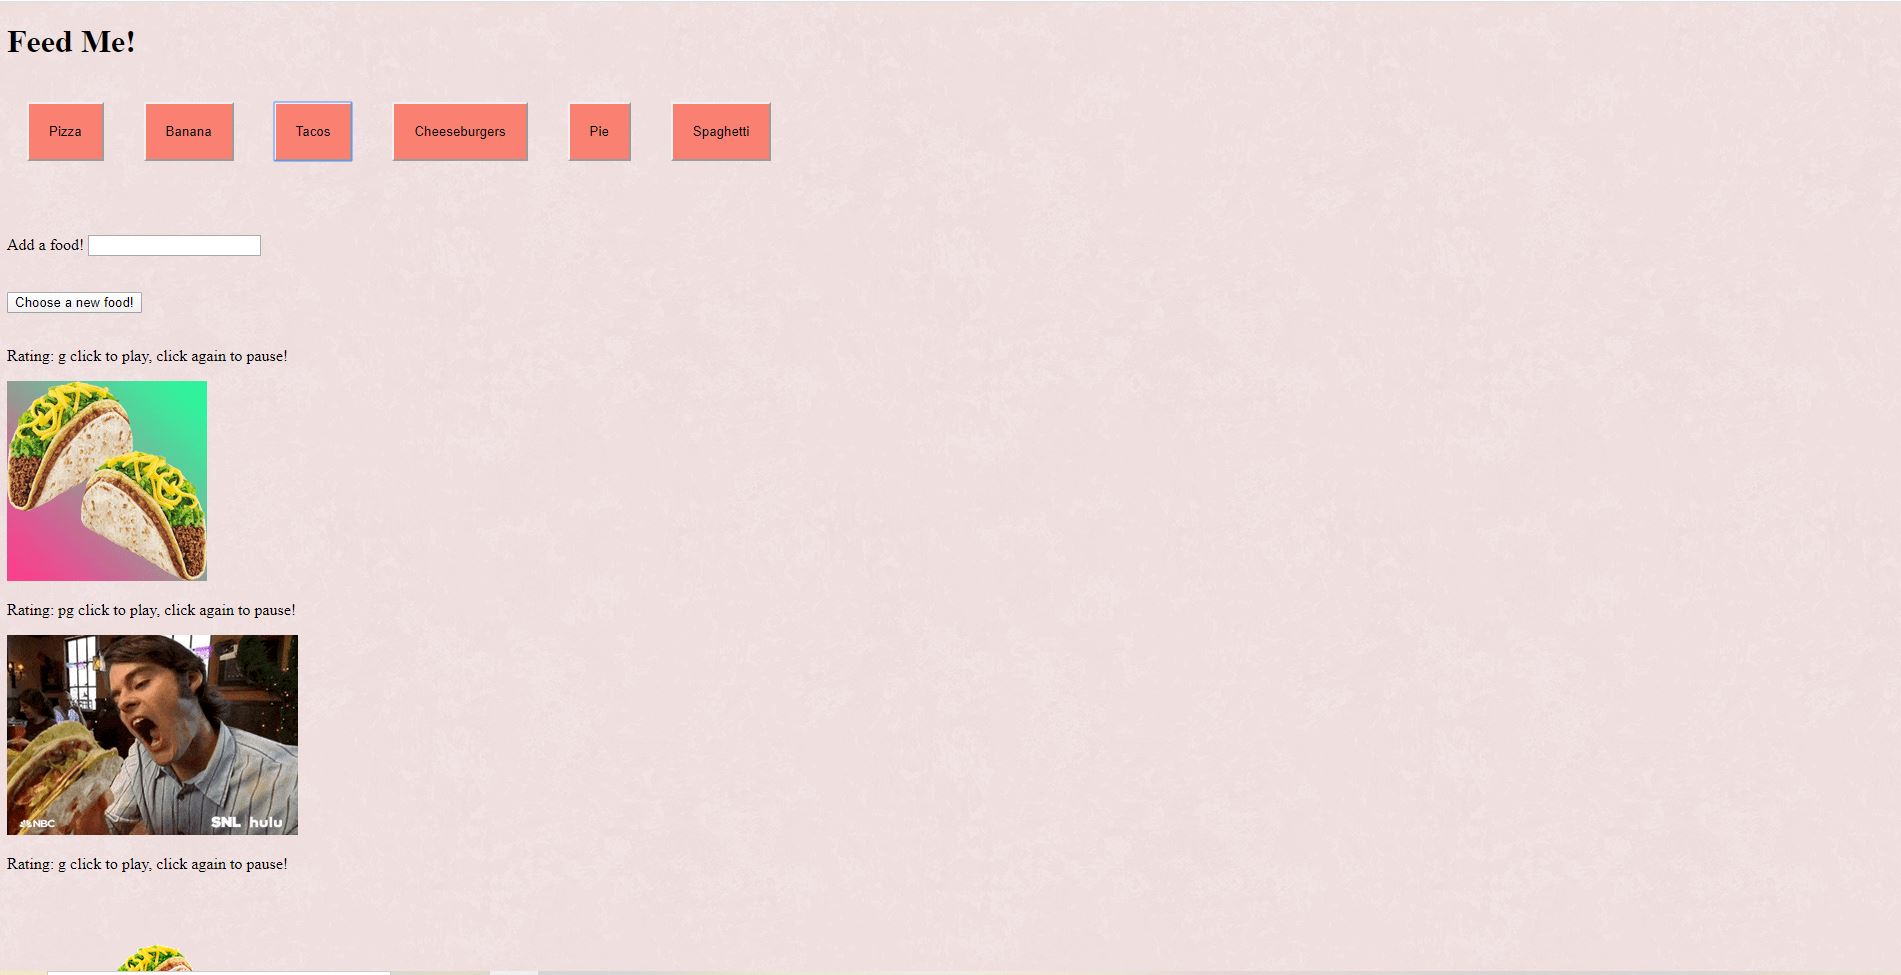 Feed Me!
Pizza Banana Tacos Cheeseburgers Pie Spaghetti
Add a food!
Choose a new food!
Rating: g click to play, click again to pause!
Rating: pg click to play, click again to pause!
NBC SNL hulu
Rating: g click to play, click again to pause!